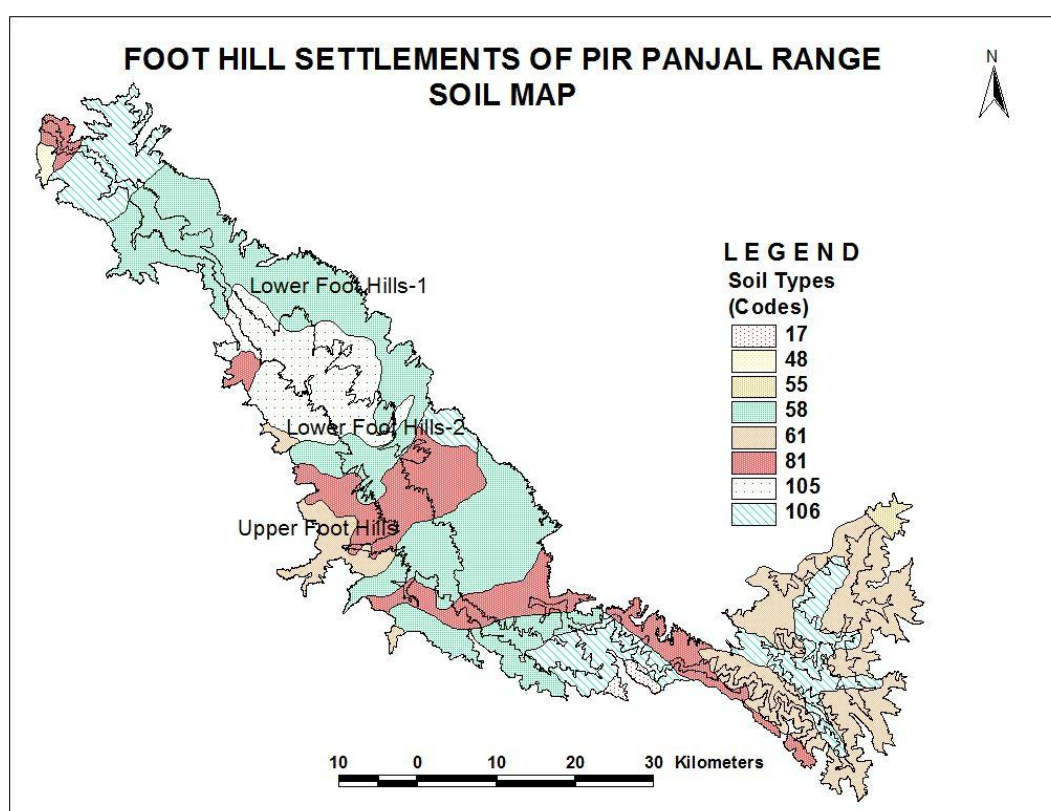 FOOT HILL SETTLEMENTS OF PIR PANJAL RANGE
SOIL MAP
N
Lower Foot Hills-1
Lower Foot Hills-2
Upper Foot Hills
L E G E N D
Soil Types
(Codes)
17
48
55
58
61
81
105
106
10 0 10 20 30 Kilometers